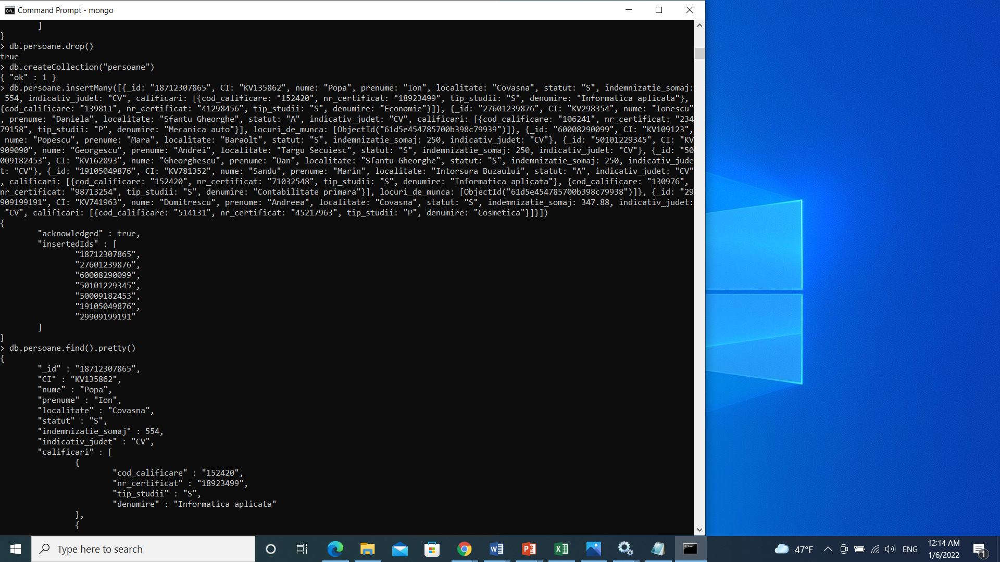 Command Prompt - mongo
]
}
> db.persoane.drop()
true
> db.createCollection("persoane")
{ "ok" : 1 }
> db.persoane.insertMany([{_id: "18712307865", CI: "KV135862", nume: "Popa", prenume: "Ion", localitate: "Covasna", statut: "S", indemnizatie_somaj:
554, indicativ_judet: "CV", calificari: [{cod_calificare: "152420", nr_certificat: "18923499", tip_studii: "S", denumire: "Informatica aplicata"},
{cod_calificare: "139811", nr_certificat: "41298456", tip_studii: "S", denumire: "Economie"}]}, {_id: "27601239876", CI: "KV298354", nume: "Ionescu"
, prenume: "Daniela", localitate: "Sfantu Gheorghe", statut: "A", indicativ_judet: "CV", calificari: [{cod_calificare: "106241", nr_certificat: "234
79158", tip_studii: "P", denumire: "Mecanica auto"}], locuri_de_munca: [ObjectId("61d5e454785700b398c79939")]}, {_id: "60008290099", CI: "KV109123",
nume: "Popescu", prenume: "Mara", localitate: "Baraolt", statut: "S", indemnizatie_somaj: 250, indicativ_judet: "CV"}, {_id: "50101229345", CI: "KV
909090", nume: "Georgescu", prenume: "Andrei", localitate: "Targu Secuiesc", statut: "S", indemnizatie_somaj: 250, indicativ_judet: "CV"}, {_id: "50
009182453", CI: "KV162893", nume: "Gheorghescu", prenume: "Dan", localitate: "Sfantu Gheorghe", statut: "S", indemnizatie_somaj: 250, indicativ_jude
t: "CV"}, {_id: "19105049876", CI: "KV781352", nume: "Sandu", prenume: "Marin", localitate: "Intorsura Buzaului", statut: "A", indicativ_judet: "CV"
, calificari: [{cod_calificare: "152420", nr_certificat: "71032548", tip_studii: "S", denumire: "Informatica aplicata"}, {cod_calificare: "130976",
nr_certificat: "98713254", tip_studii: "S", denumire: "Contabilitate primara"}], locuri_de_munca: [ObjectId("61d5e454785700b398c79938")]}, {_id: "29
909199191", CI: "KV741963", nume: "Dumitrescu", prenume: "Andreea", localitate: "Covasna", statut: "S", indemnizatie_somaj: 347.88, indicativ_judet:
"CV", calificari: [{cod_calificare: "514131", nr_certificat: "45217963", tip_studii: "P", denumire: "Cosmetica"}]}])
{
"acknowledged" : true,
"insertedIds" : [
"18712307865",
"27601239876",
"60008290099",
"50101229345",
"50009182453",
"19105049876",
"29909199191"
]
}
> db.persoane.find().pretty()
{
"_id" : "18712307865",
"CI" : "KV135862",
"nume" : "Popa",
"prenume" : "Ion",
"localitate" : "Covasna",
"statut" : "S",
"indemnizatie_somaj" : 554,
"indicativ_judet" : "CV",
"calificari" : [
{
"cod_calificare" : "152420",
"nr_certificat" : "18923499",
"tip_studii" : "S",
"denumire" : "Informatica aplicata"
},
{
Type here to search
47°F
ENG
12:14 AM
1/6/2022
1